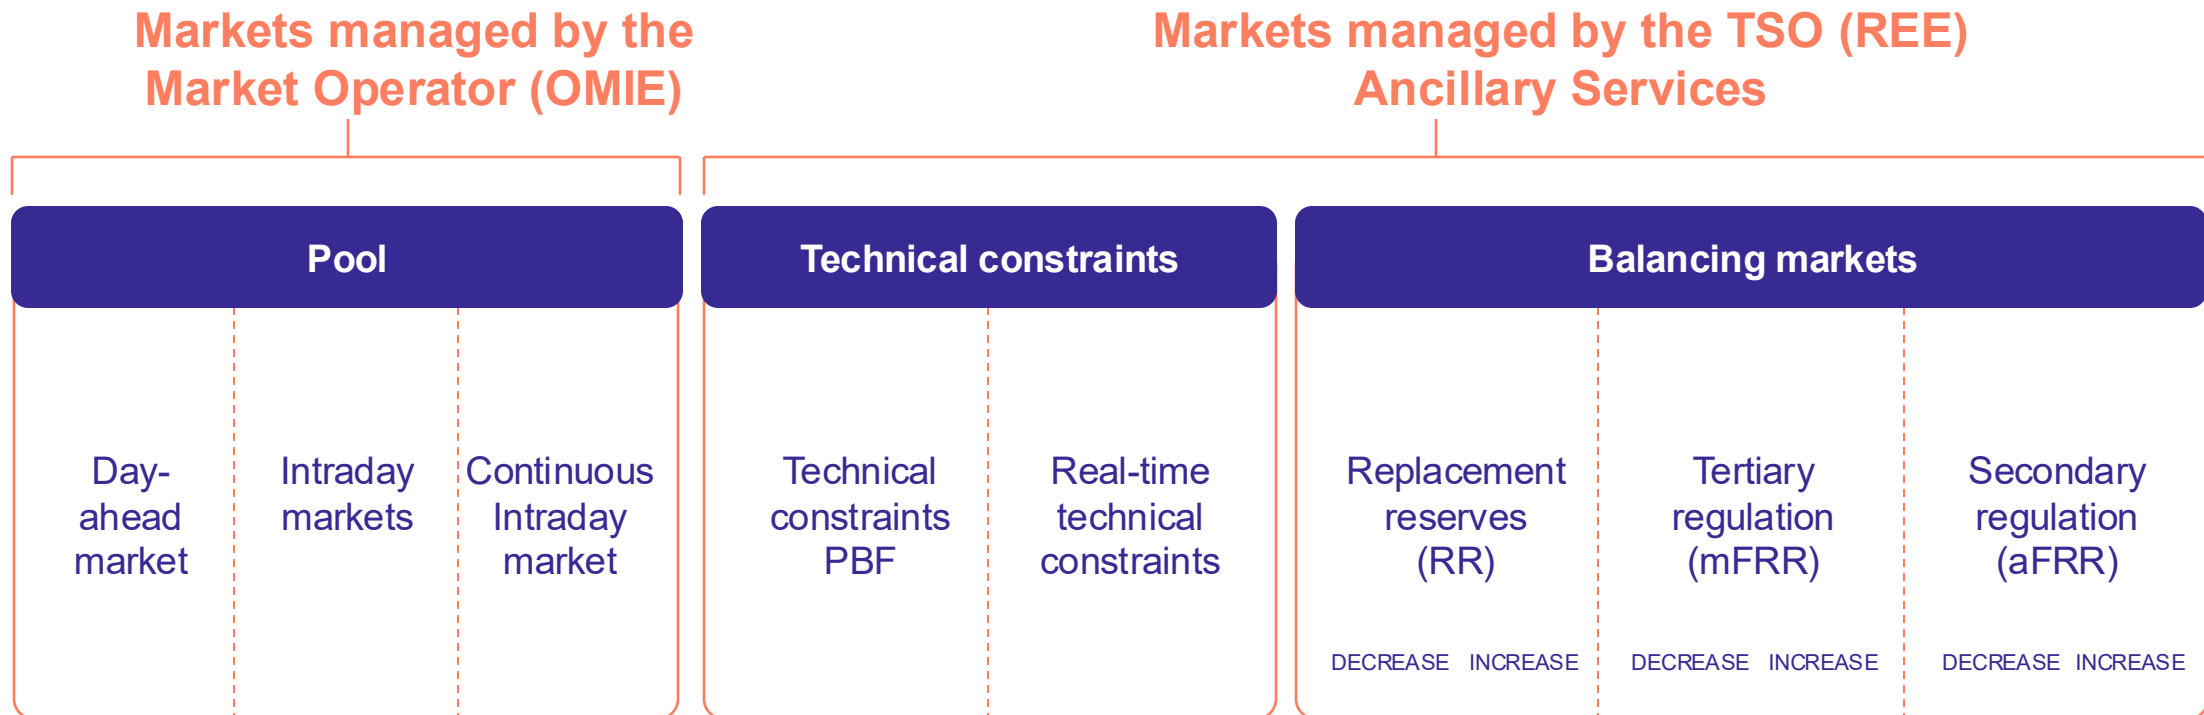 Markets managed by the
Market Operator (OMIE)
Markets managed by the TSO (REE)
Ancillary Services
Pool
Technical constraints
Balancing markets
Day-
ahead
market
Intraday
markets
Continuous
Intraday
market
Technical
constraints
PBF
Real-time
technical
constraints
Replacement
reserves
(RR)
DECREASE INCREASE
Tertiary
regulation
(mFRR)
DECREASE INCREASE
Secondary
regulation
(aFRR)
DECREASE INCREASE